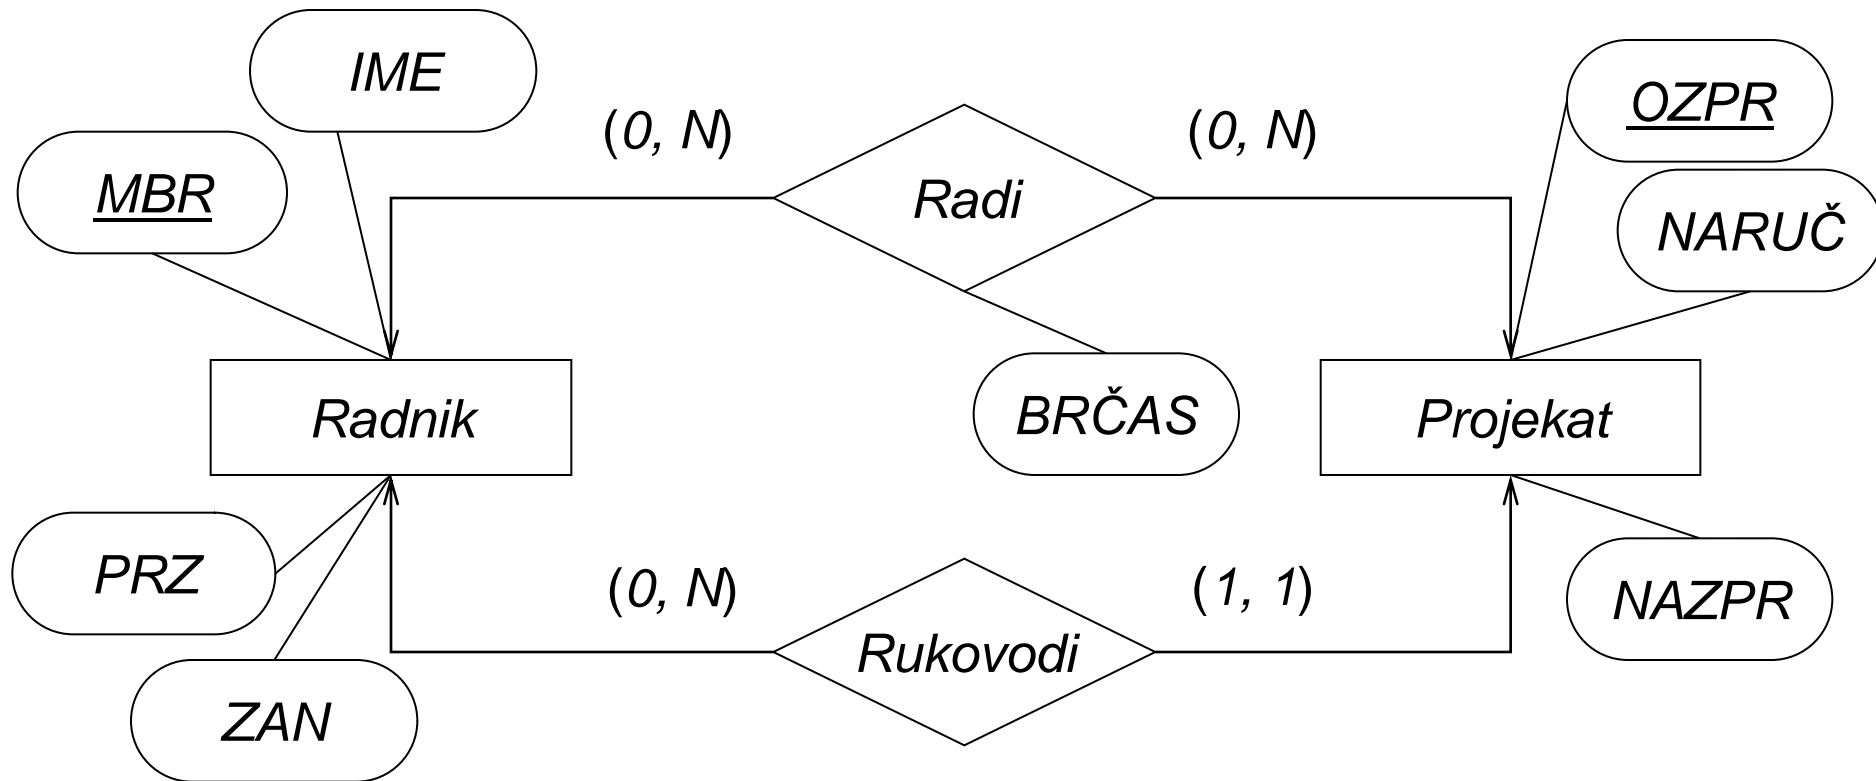 IME
OZPR
(0, N)
(0, N)
MBR
Radi
NARUČ
Radnik
BRČAS
Projekat
PRZ
(0, N)
(1, 1)
NAZPR
Rukovodi
ZAN